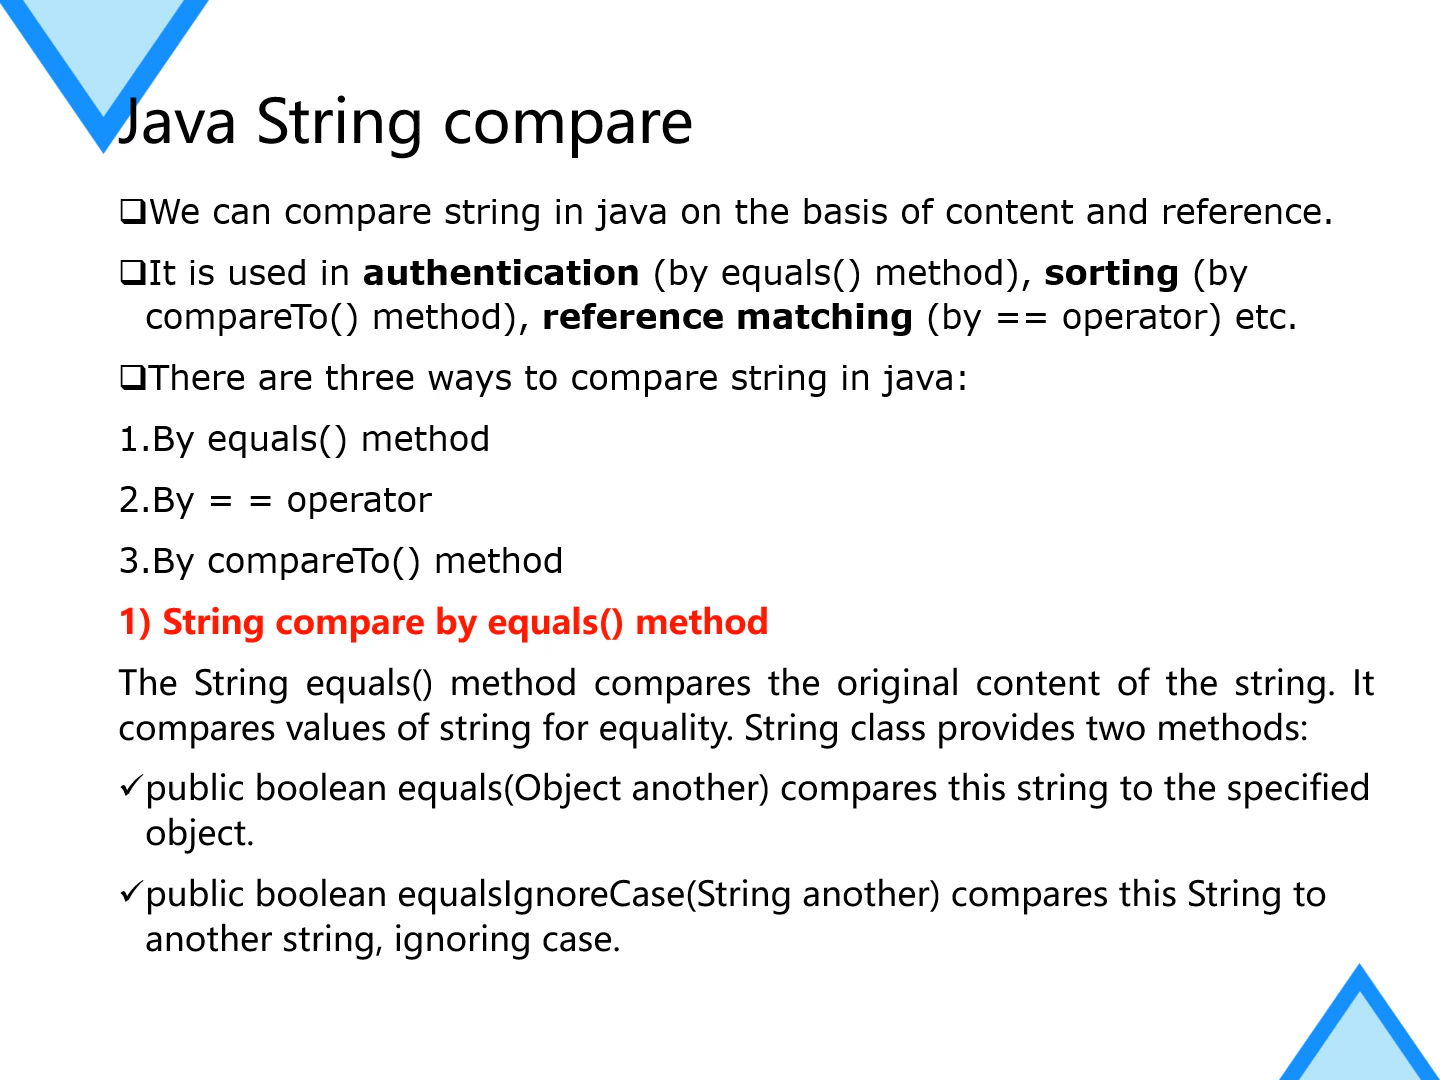 Java String compare
❑We can compare string in java on the basis of content and reference.
❑It is used in authentication (by equals() method), sorting (by
compareTo() method), reference matching (by == operator) etc.
❑There are three ways to compare string in java:
1.By equals() method
2.By = = operator
3.By compareTo() method
1) String compare by equals() method
The String equals() method compares the original content of the string. It
compares values of string for equality. String class provides two methods:
✓public boolean equals(Object another) compares this string to the specified
object.
✓public boolean equalsIgnoreCase(String another) compares this String to
another string, ignoring case.